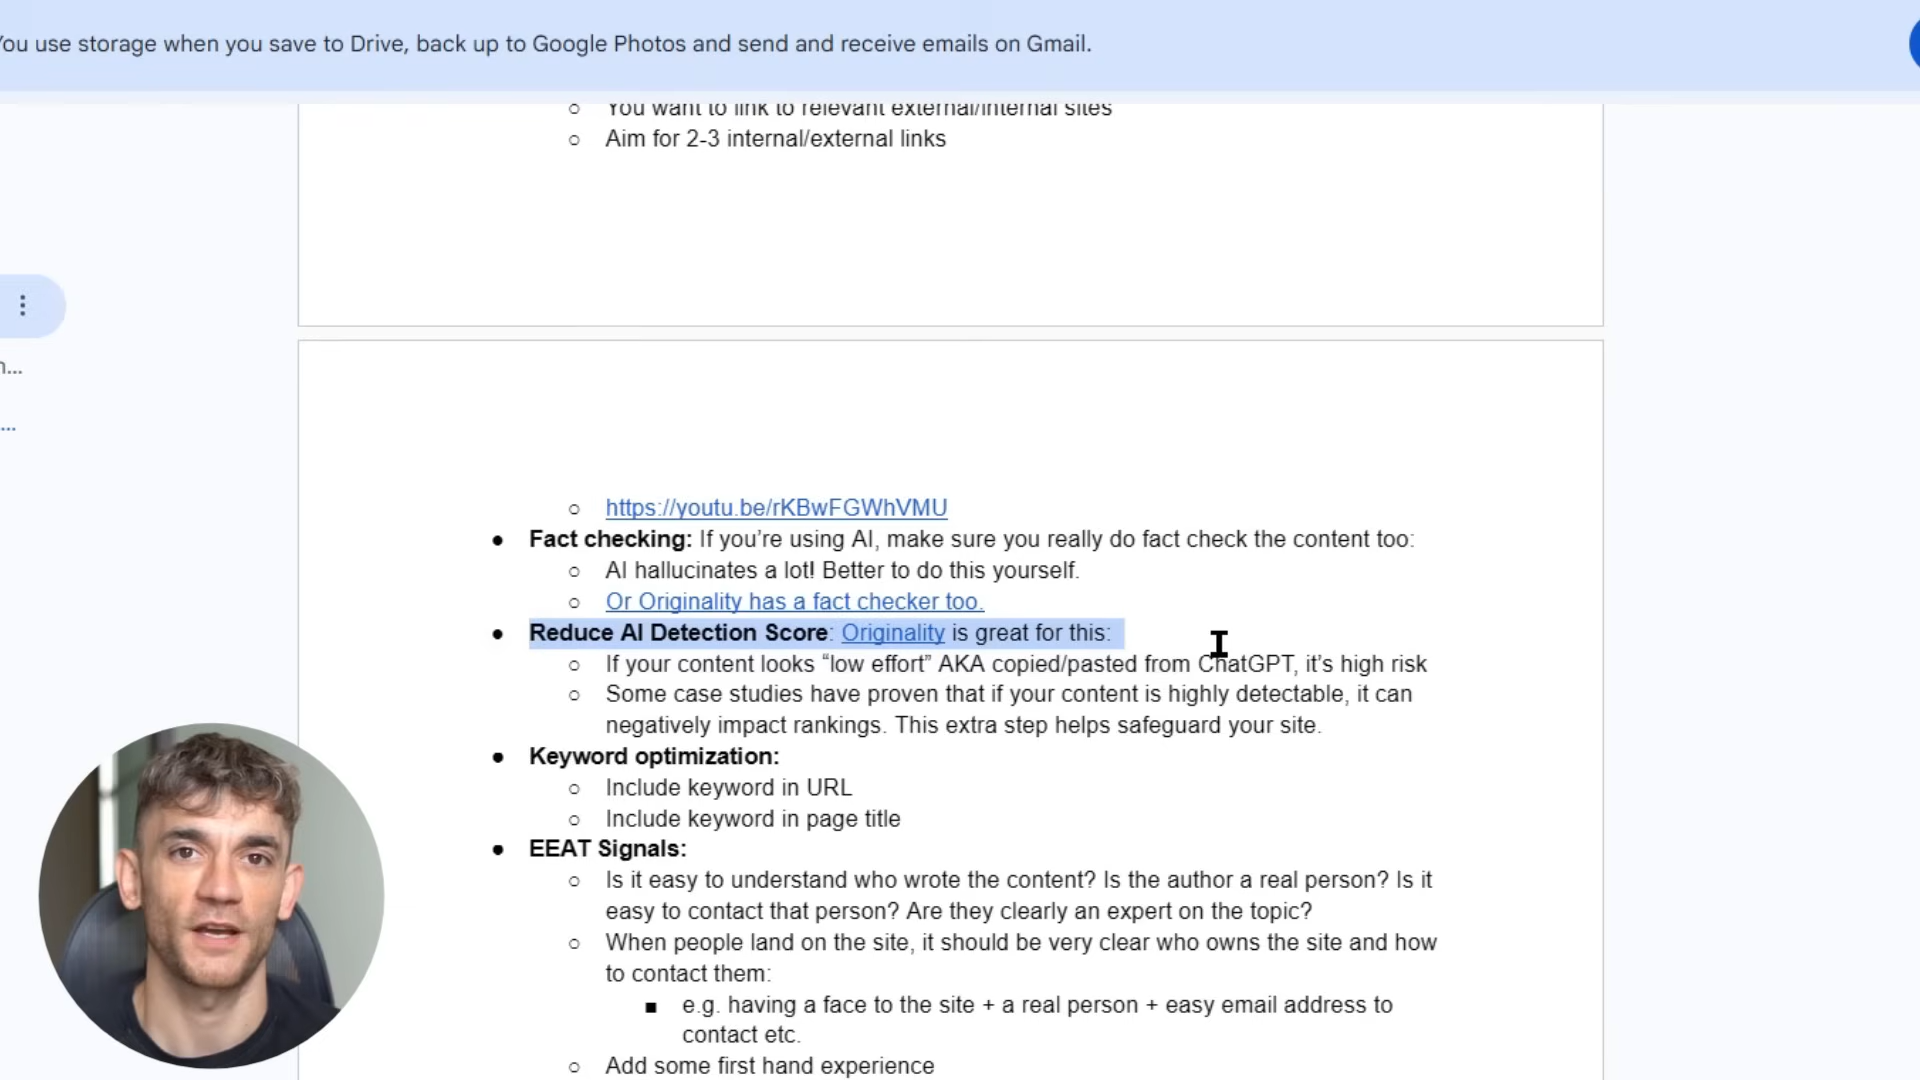 You use storage when you save to Drive, back up to Google Photos and send and receive emails on Gmail.
○ You want to link to relevant external/internal sites
○ Aim for 2-3 internal/external links
○ https://youtu.be/rKBwFGWhVMU
● Fact checking: If you’re using AI, make sure you really do fact check the content too:
○ AI hallucinates a lot! Better to do this yourself.
○ Or Originality has a fact checker too.
● Reduce AI Detection Score: Originality is great for this:
○ If your content looks “low effort” AKA copied/pasted from ChatGPT, it’s high risk
○ Some case studies have proven that if your content is highly detectable, it can
negatively impact rankings. This extra step helps safeguard your site.
● Keyword optimization:
○ Include keyword in URL
○ Include keyword in page title
● EEAT Signals:
○ Is it easy to understand who wrote the content? Is the author a real person? Is it
easy to contact that person? Are they clearly an expert on the topic?
○ When people land on the site, it should be very clear who owns the site and how
to contact them:
■ e.g. having a face to the site + a real person + easy email address to
contact etc.
○ Add some first hand experience